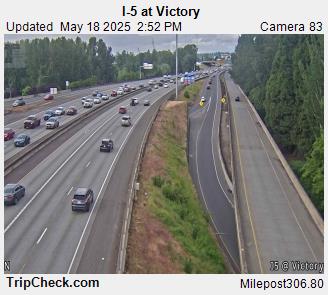 I-5 at Victory
Updated May 18 2025 2:52 PM Camera 83
N I5 @ Victory
TripCheck.com Milepost306.80